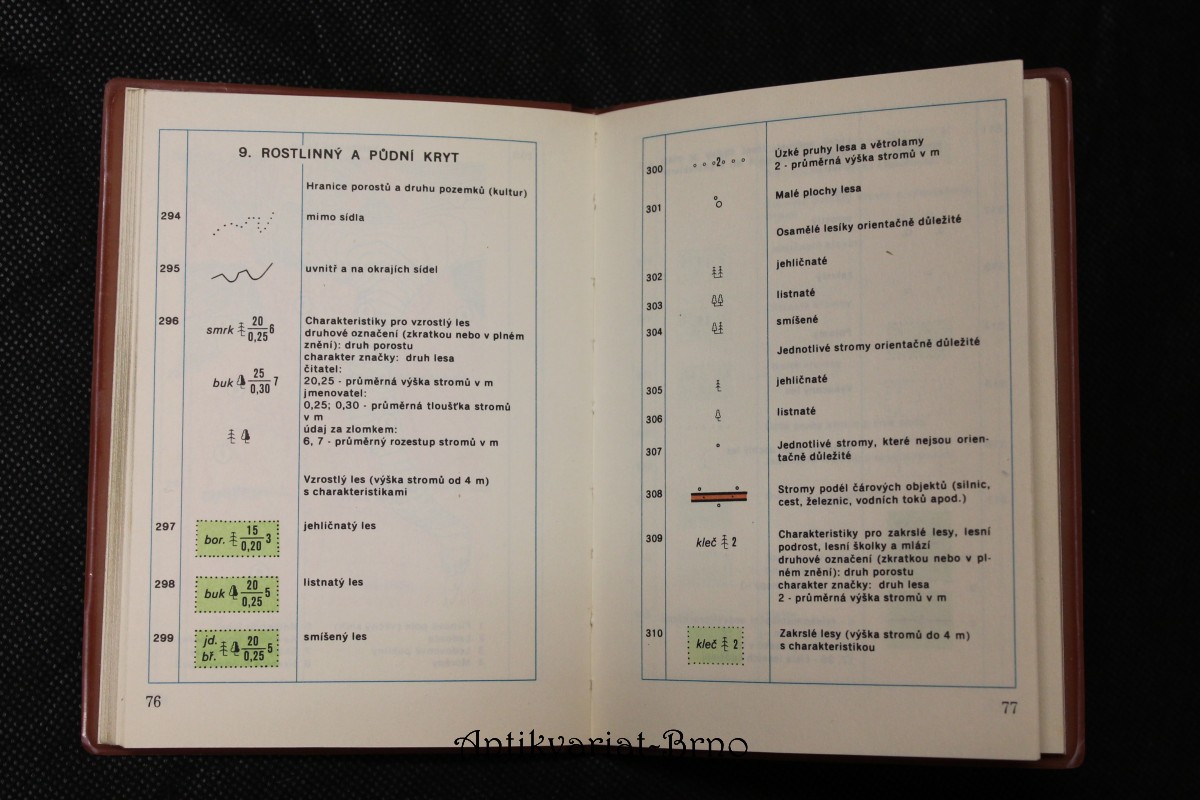 9. ROSTLINNÝ A PŮDNÍ KRYT
Hranice porostů a druhu pozemků (kultur)
294 mimo sídla
295 uvnitř a na okrajích sídel
296 smrk 20 0,25 6
buk 25 0,30 7
Charakteristiky pro vzrostlý les
druhové označení (zkratkou nebo v plném
znění): druh porostu
charakter značky: druh lesa
čitatel:
20,25 - průměrná výška stromů v m
jmenovatel:
0,25; 0,30 - průměrná tloušťka stromů
v m
údaj za zlomkem:
6, 7 - průměrný rozestup stromů v m
Vzrostlý les (výška stromů od 4 m)
s charakteristikami
297 bor. 15 0,20 3 jehličnatý les
298 buk 20 0,25 5 listnatý les
299 jd. bř. 20 0,25 5 smíšený les
76
300 2 Úzké pruhy lesa a větrolamy
2 - průměrná výška stromů v m
301 Malé plochy lesa
Osamělé lesíky orientačně důležité
302 jehličnaté
303 listnaté
304 smíšené
Jednotlivé stromy orientačně důležité
305 jehličnaté
306 listnaté
307 Jednotlivé stromy, které nejsou orien-
tačně důležité
308 Stromy podél čárových objektů (silnic,
cest, železnic, vodních toků apod.)
309 kleč 2 Charakteristiky pro zakrslé lesy, lesní
podrost, lesní školky a mlází
druhové označení (zkratkou nebo v pl-
ném znění): druh porostu
charakter značky: druh lesa
2 - průměrná výška stromů v m
310 kleč 2 Zakrslé lesy (výška stromů do 4 m)
s charakteristikou
77
Antikvariat-Brno